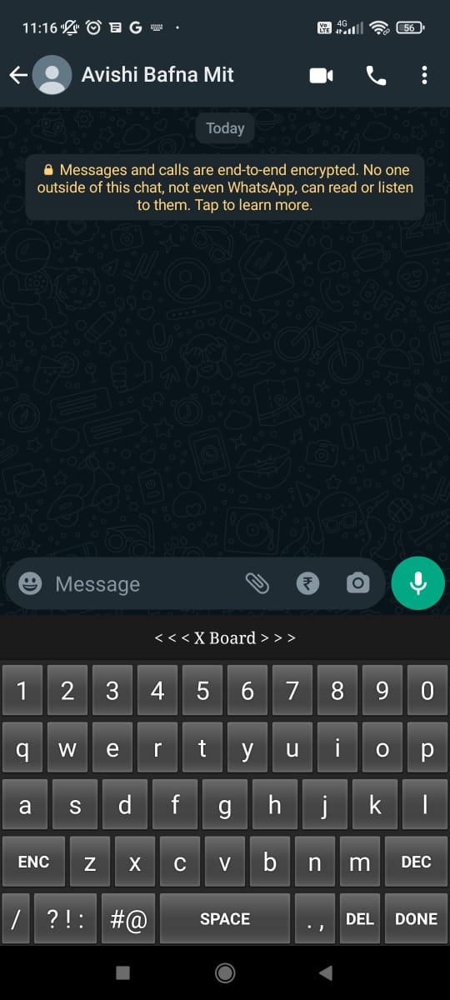 11:16 G VoLTE 4G 56
Avishi Bafna Mit
Today
Messages and calls are end-to-end encrypted. No one
outside of this chat, not even WhatsApp, can read or listen
to them. Tap to learn more.
Message ₹
< < < X Board > > >
1 2 3 4 5 6 7 8 9 0
q w e r t y u i o p
a s d f g h j k l
ENC z x c v b n m DEC
/ ? ! : #@ SPACE . , DEL DONE